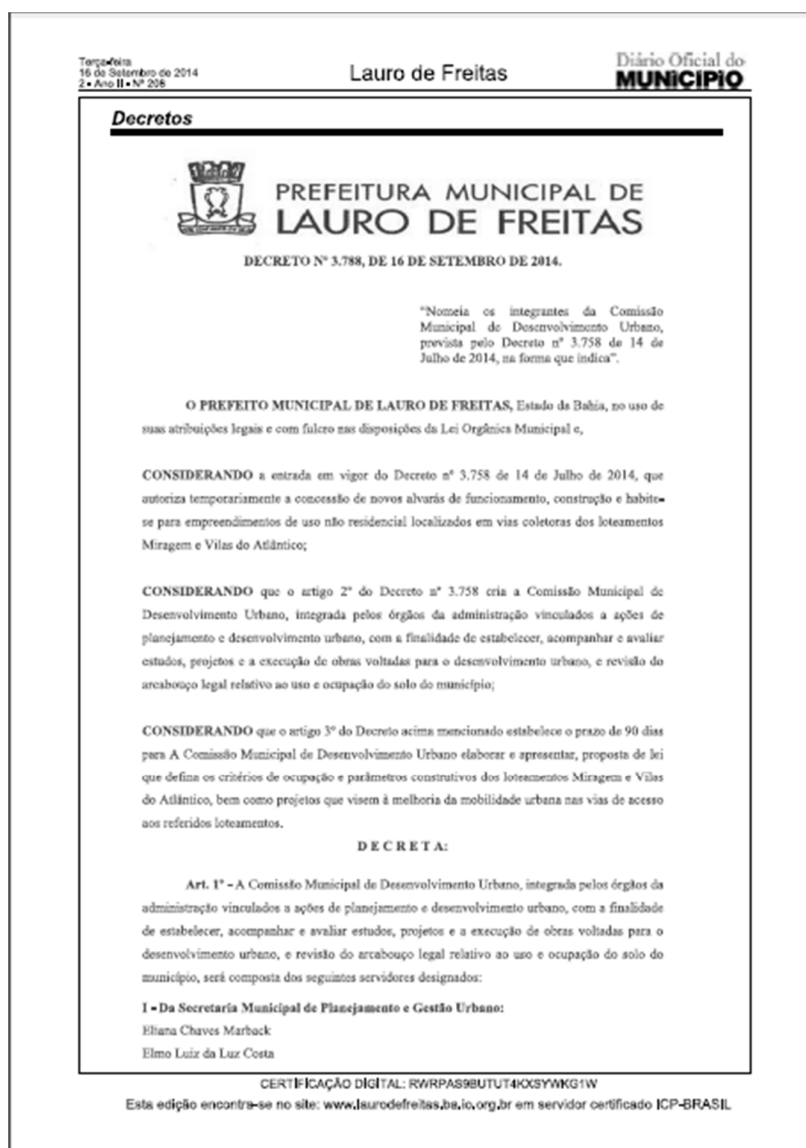 Terça-feira
16 de Setembro de 2014
2 - Ano II - Nº 206
Lauro de Freitas
Diário Oficial do
MUNICÍPIO
Decretos
PREFEITURA MUNICIPAL DE
LAURO DE FREITAS
DECRETO Nº 3.788, DE 16 DE SETEMBRO DE 2014.
"Nomeia os integrantes da Comissão
Municipal de Desenvolvimento Urbano,
prevista pelo Decreto nº 3.758 de 14 de
Julho de 2014, na forma que indica".
O PREFEITO MUNICIPAL DE LAURO DE FREITAS, Estado da Bahia, no uso de
suas atribuições legais e com fulcro nas disposições da Lei Orgânica Municipal e,
CONSIDERANDO a entrada em vigor do Decreto nº 3.758 de 14 de Julho de 2014, que
autoriza temporariamente a concessão de novos alvarás de funcionamento, construção e habite-
se para empreendimentos de uso não residencial localizados em vias coletoras dos loteamentos
Miragem e Vilas do Atlântico;
CONSIDERANDO que o artigo 2º do Decreto nº 3.758 cria a Comissão Municipal de
Desenvolvimento Urbano, integrada pelos órgãos da administração vinculados a ações de
planejamento e desenvolvimento urbano, com a finalidade de estabelecer, acompanhar e avaliar
estudos, projetos e a execução de obras voltadas para o desenvolvimento urbano, e revisão do
arcabouço legal relativo ao uso e ocupação do solo do município;
CONSIDERANDO que o artigo 3º do Decreto acima mencionado estabelece o prazo de 90 dias
para A Comissão Municipal de Desenvolvimento Urbano elaborar e apresentar, proposta de lei
que defina os critérios de ocupação e parâmetros construtivos dos loteamentos Miragem e Vilas
do Atlântico, bem como projetos que visem à melhoria da mobilidade urbana nas vias de acesso
aos referidos loteamentos.
D E C R E T A:
Art. 1º - A Comissão Municipal de Desenvolvimento Urbano, integrada pelos órgãos da
administração vinculados a ações de planejamento e desenvolvimento urbano, com a finalidade
de estabelecer, acompanhar e avaliar estudos, projetos e a execução de obras voltadas para o
desenvolvimento urbano, e revisão do arcabouço legal relativo ao uso e ocupação do solo do
município, será composta dos seguintes servidores designados:
I - Da Secretaria Municipal de Planejamento e Gestão Urbano:
Eliana Chaves Marback
Elmo Luiz da Luz Costa
CERTIFICAÇÃO DIGITAL: RWRPAS9BUTUT4KXSYWKG1W
Esta edição encontra-se no site: www.laurodefreitas.ba.io.org.br em servidor certificado ICP-BRASIL